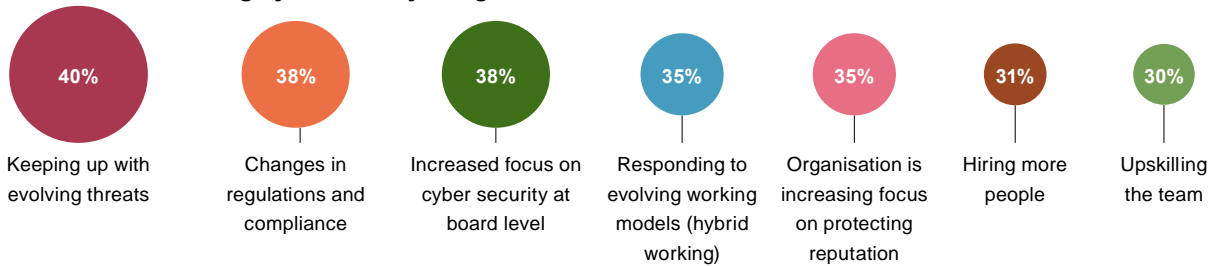 40%
Keeping up with
evolving threats
38%
Changes in
regulations and
compliance
38%
Increased focus on
cyber security at
board level
35%
Responding to
evolving working
models (hybrid
working)
35%
Organisation is
increasing focus
on protecting
reputation
31%
Hiring more
people
30%
Upskilling
the team